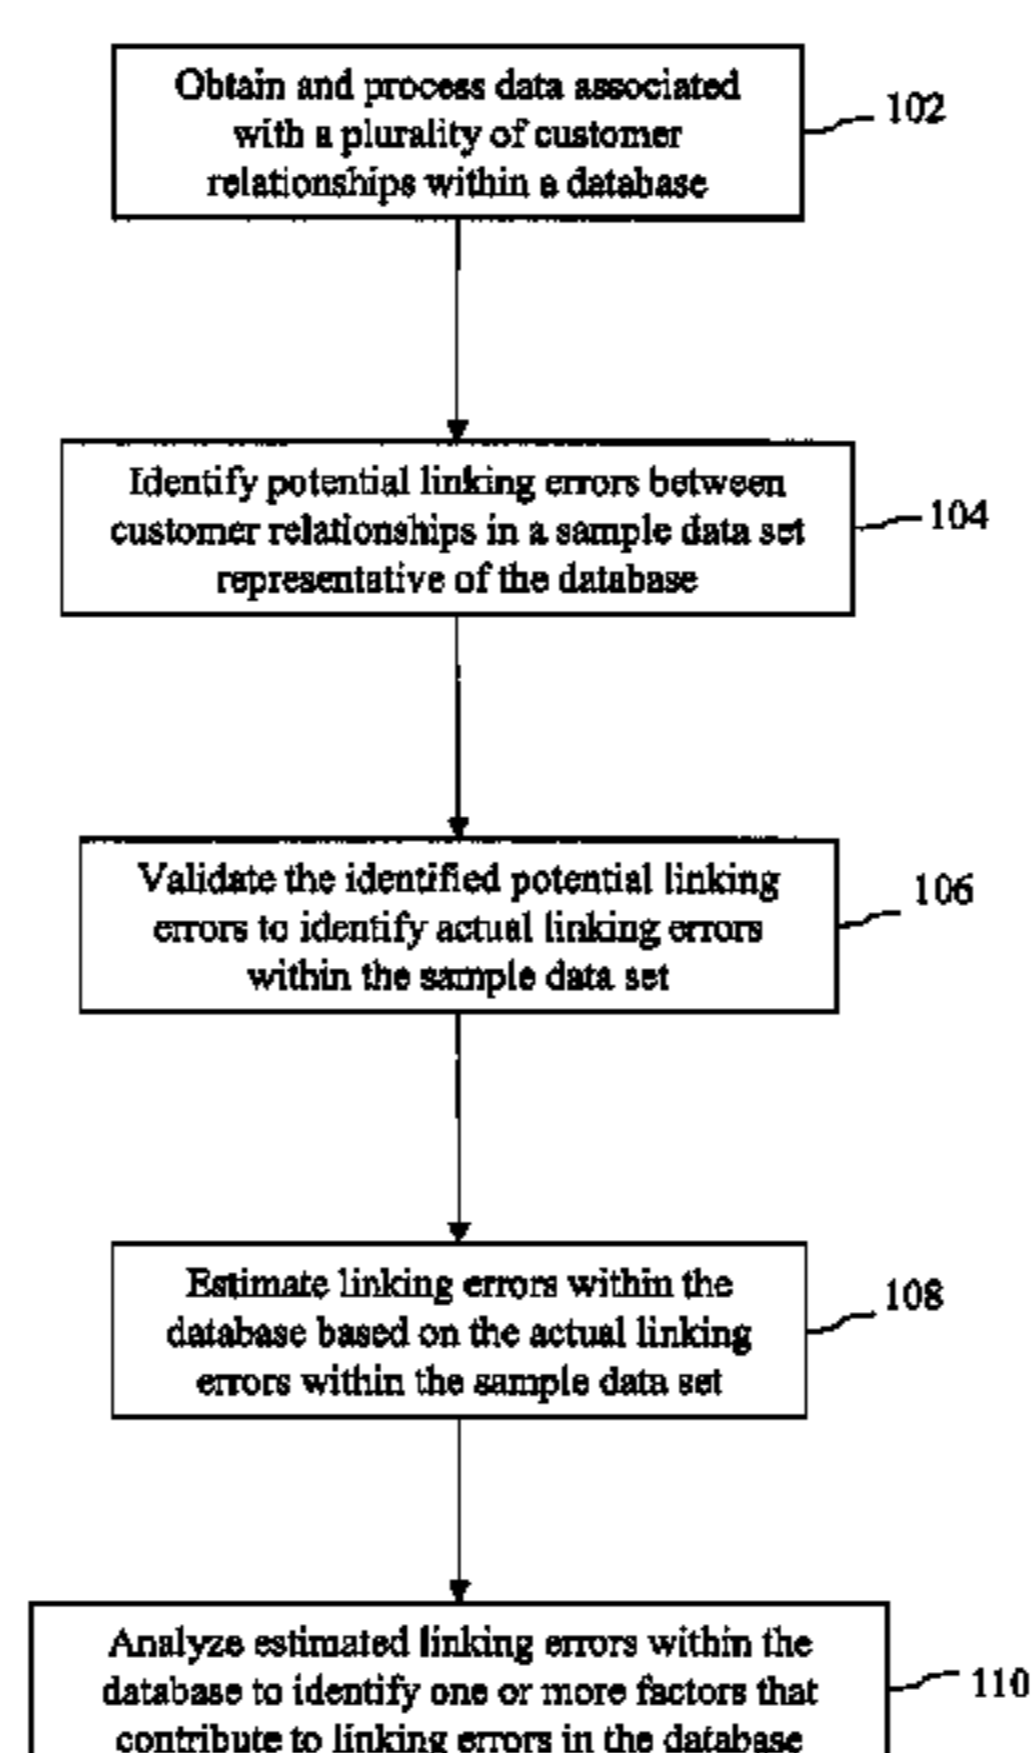 Obtain and process data associated
with a plurality of customer
relationships within a database
102
Identify potential linking errors between
customer relationships in a sample data set
representative of the database
104
Validate the identified potential linking
errors to identify actual linking errors
within the sample data set
106
Estimate linking errors within the
database based on the actual linking
errors within the sample data set
108
Analyze estimated linking errors within the
database to identify one or more factors that
contribute to linking errors in the database
110